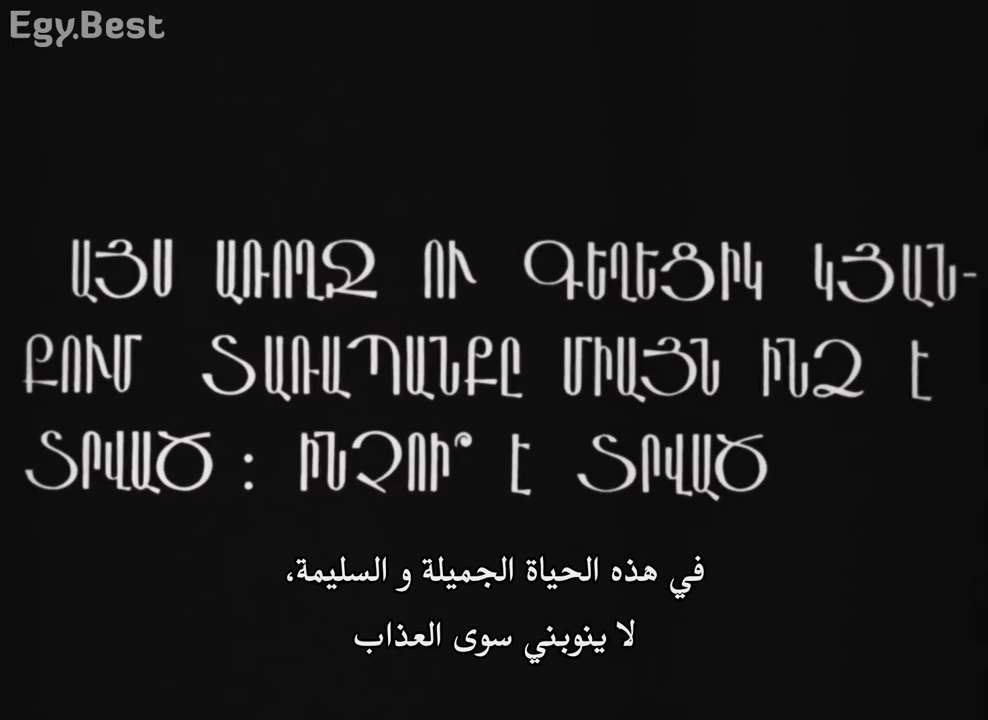 Egy.Best
ԱՅՍ ԱՌՈՂՋ ՈՒ ԳԵՂԵՑԻԿ ԿՅԱՆ-
ՔՈՒՄ ՏԱՌԱՊԱՆՔԸ ՄԻԱՅՆ ԻՆՁ Է
ՏՐՎԱԾ : ԻՆՉՈՒ՞ Է ՏՐՎԱԾ
في هذه الحياة الجميلة و السليمة،
لا ينوبني سوى العذاب